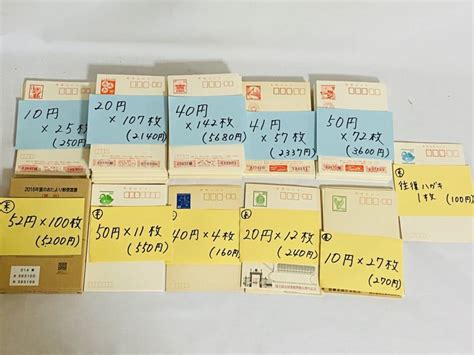 10円
×25枚
(250円)
20円
×107枚
(2140円)
40円
×142枚
(5680円)
41円
×57枚
(2337円)
50円
×72枚
(3600円)
往復ハガキ
1枚
(100円)
52円×100枚
(5200円)
50円×11枚
(550円)
40円×4枚
(160円)
20円×12枚
(240円)
10円×27枚
(270円)